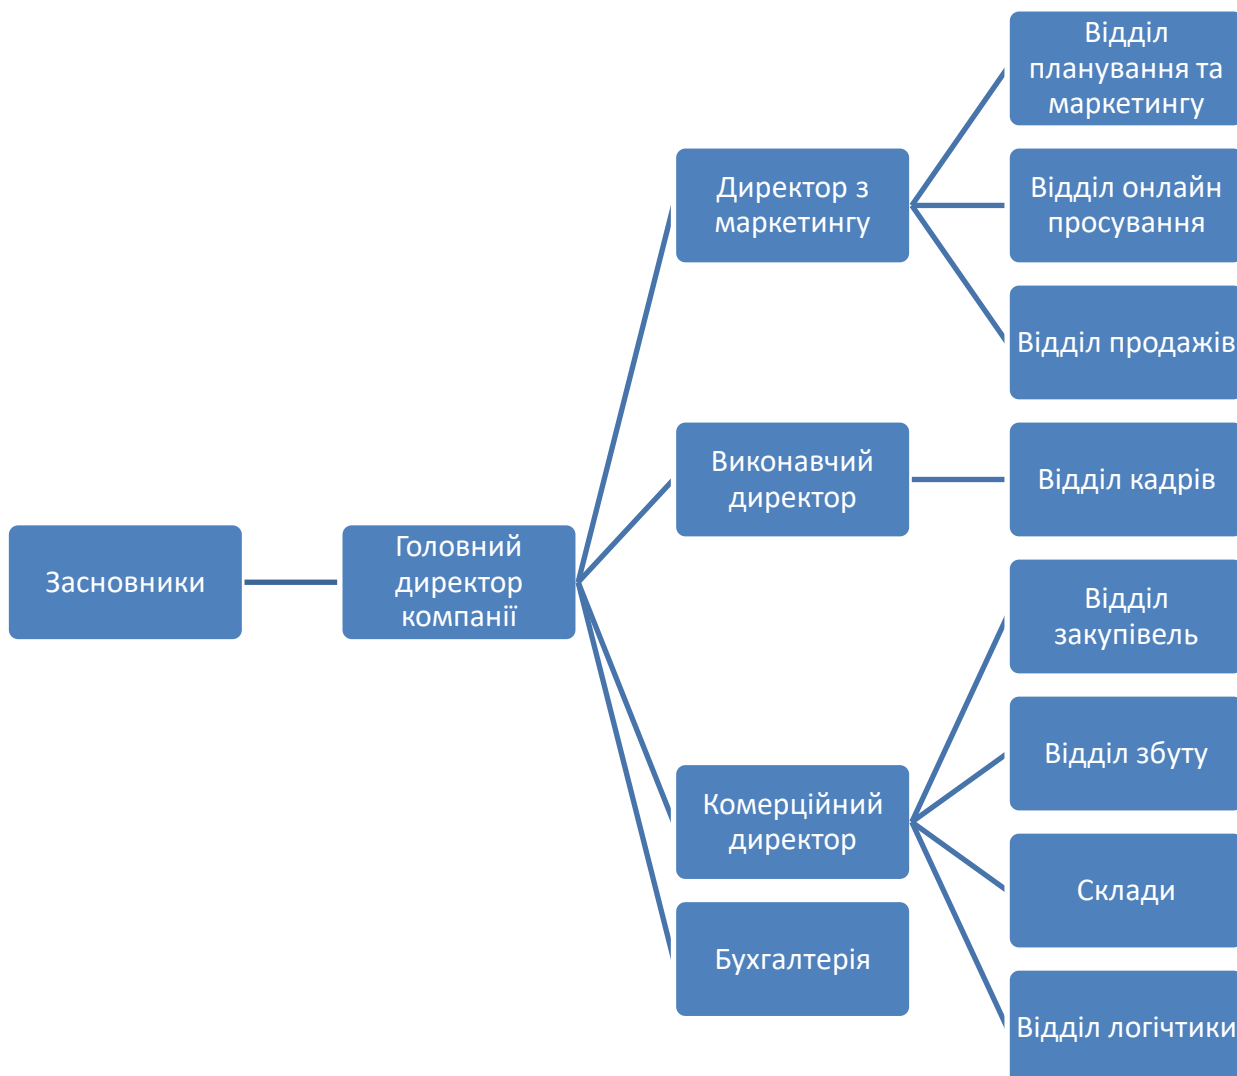 Відділ
планування та
маркетингу
Директор з
маркетингу
Відділ онлайн
просування
Відділ продажів
Виконавчий
директор
Відділ кадрів
Засновники
Головний
директор
компанії
Відділ
закупівель
Відділ збуту
Комерційний
директор
Склади
Бухгалтерія
Відділ логічтики